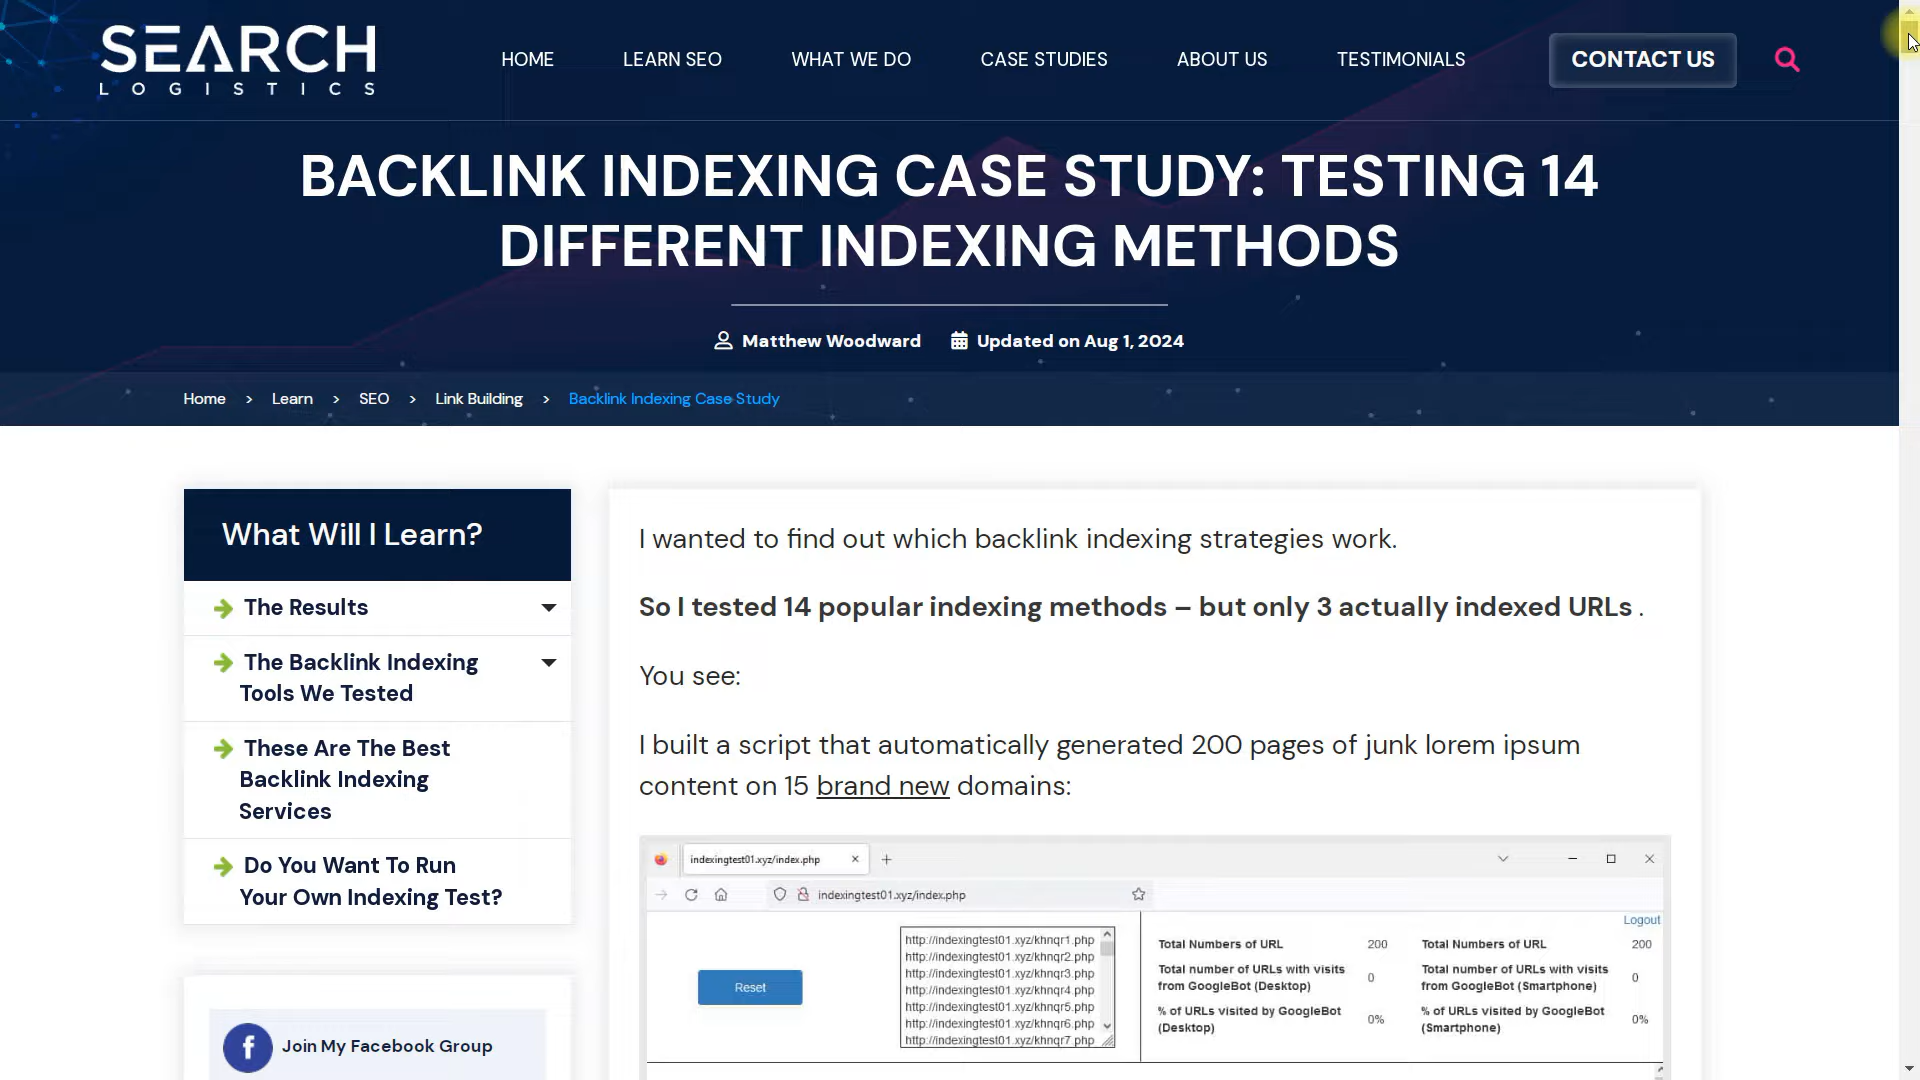 SEARCH
LOGISTICS
HOME
LEARN SEO
WHAT WE DO
CASE STUDIES
ABOUT US
TESTIMONIALS
CONTACT US
BACKLINK INDEXING CASE STUDY: TESTING 14
DIFFERENT INDEXING METHODS
Matthew Woodward
Updated on Aug 1, 2024
Home > Learn > SEO > Link Building > Backlink Indexing Case Study
What Will I Learn?
The Results
The Backlink Indexing
Tools We Tested
These Are The Best
Backlink Indexing
Services
Do You Want To Run
Your Own Indexing Test?
f
Join My Facebook Group
I wanted to find out which backlink indexing strategies work.
So I tested 14 popular indexing methods – but only 3 actually indexed URLs .
You see:
I built a script that automatically generated 200 pages of junk lorem ipsum
content on 15 brand new domains:
indexingtest01.xyz/index.php
indexingtest01.xyz/index.php
Logout
Reset
http://indexingtest01.xyz/khnqr1.php
http://indexingtest01.xyz/khnqr2.php
http://indexingtest01.xyz/khnqr3.php
http://indexingtest01.xyz/khnqr4.php
http://indexingtest01.xyz/khnqr5.php
http://indexingtest01.xyz/khnqr6.php
http://indexingtest01.xyz/khnqr7.php
Total Numbers of URL 200
Total number of URLs with visits
from GoogleBot (Desktop) 0
% of URLs visited by GoogleBot
(Desktop) 0%
Total Numbers of URL 200
Total number of URLs with visits
from GoogleBot (Smartphone) 0
% of URLs visited by GoogleBot
(Smartphone) 0%